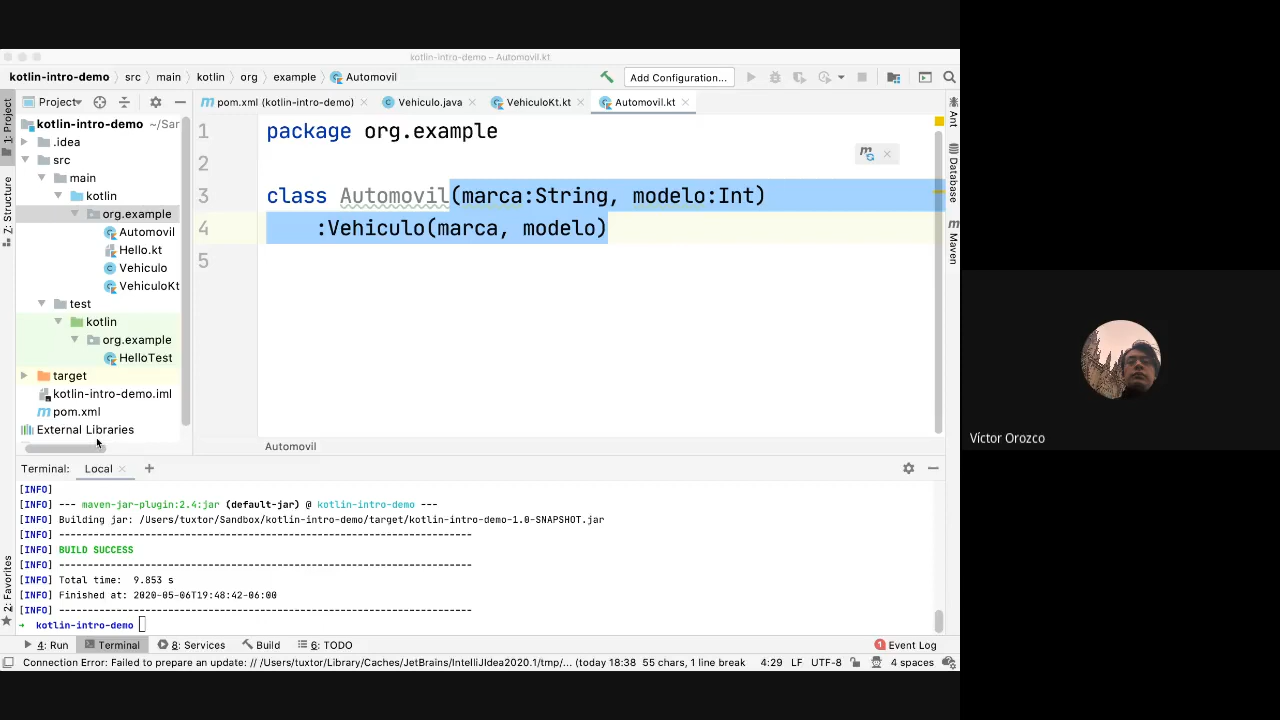 kotlin-intro-demo – Automovil.kt
kotlin-intro-demo src main kotlin org example Automovil
Add Configuration...
Project
pom.xml (kotlin-intro-demo) Vehiculo.java VehiculoKt.kt Automovil.kt
kotlin-intro-demo ~/Sar
.idea
src
main
kotlin
org.example
Automovil
Hello.kt
Vehiculo
VehiculoKt
test
kotlin
org.example
HelloTest
target
kotlin-intro-demo.iml
pom.xml
External Libraries
1: Project
Z: Structure
2: Favorites
1 package org.example
2
3 class Automovil(marca:String, modelo:Int)
4 :Vehiculo(marca, modelo)
5
Automovil
Ant
Database
Maven
Terminal: Local
[INFO]
[INFO] --- maven-jar-plugin:2.4:jar (default-jar) @ kotlin-intro-demo ---
[INFO] Building jar: /Users/tuxtor/Sandbox/kotlin-intro-demo/target/kotlin-intro-demo-1.0-SNAPSHOT.jar
[INFO] ------------------------------------------------------------------------
[INFO] BUILD SUCCESS
[INFO] ------------------------------------------------------------------------
[INFO] Total time: 9.853 s
[INFO] Finished at: 2020-05-06T19:48:42-06:00
[INFO] ------------------------------------------------------------------------
→ kotlin-intro-demo
4: Run Terminal 8: Services Build 6: TODO 1 Event Log
Connection Error: Failed to prepare an update: // /Users/tuxtor/Library/Caches/JetBrains/IntelliJIdea2020.1/tmp/... (today 18:38 55 chars, 1 line break 4:29 LF UTF-8 4 spaces
Víctor Orozco